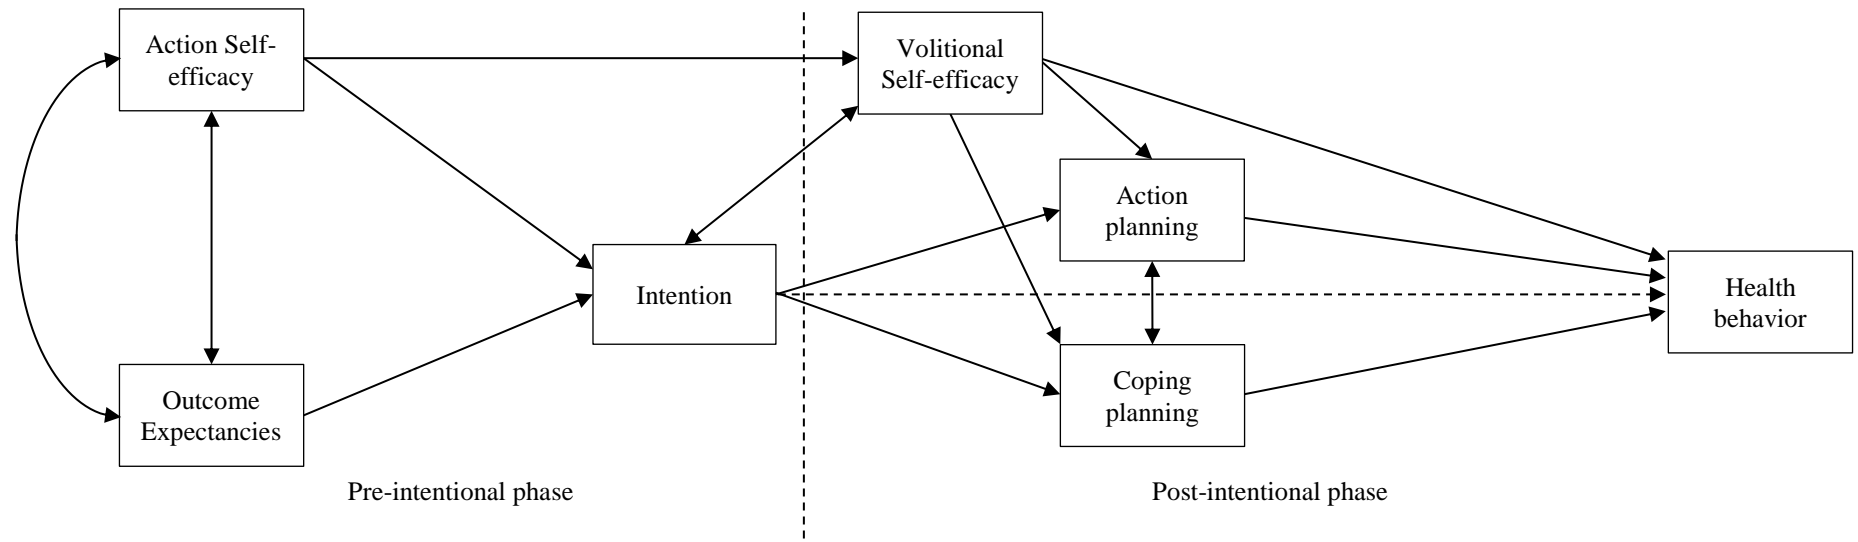 Action Self-
efficacy
Volitional
Self-efficacy
Action
planning
Intention
Health
behavior
Outcome
Expectancies
Coping
planning
Pre-intentional phase
Post-intentional phase